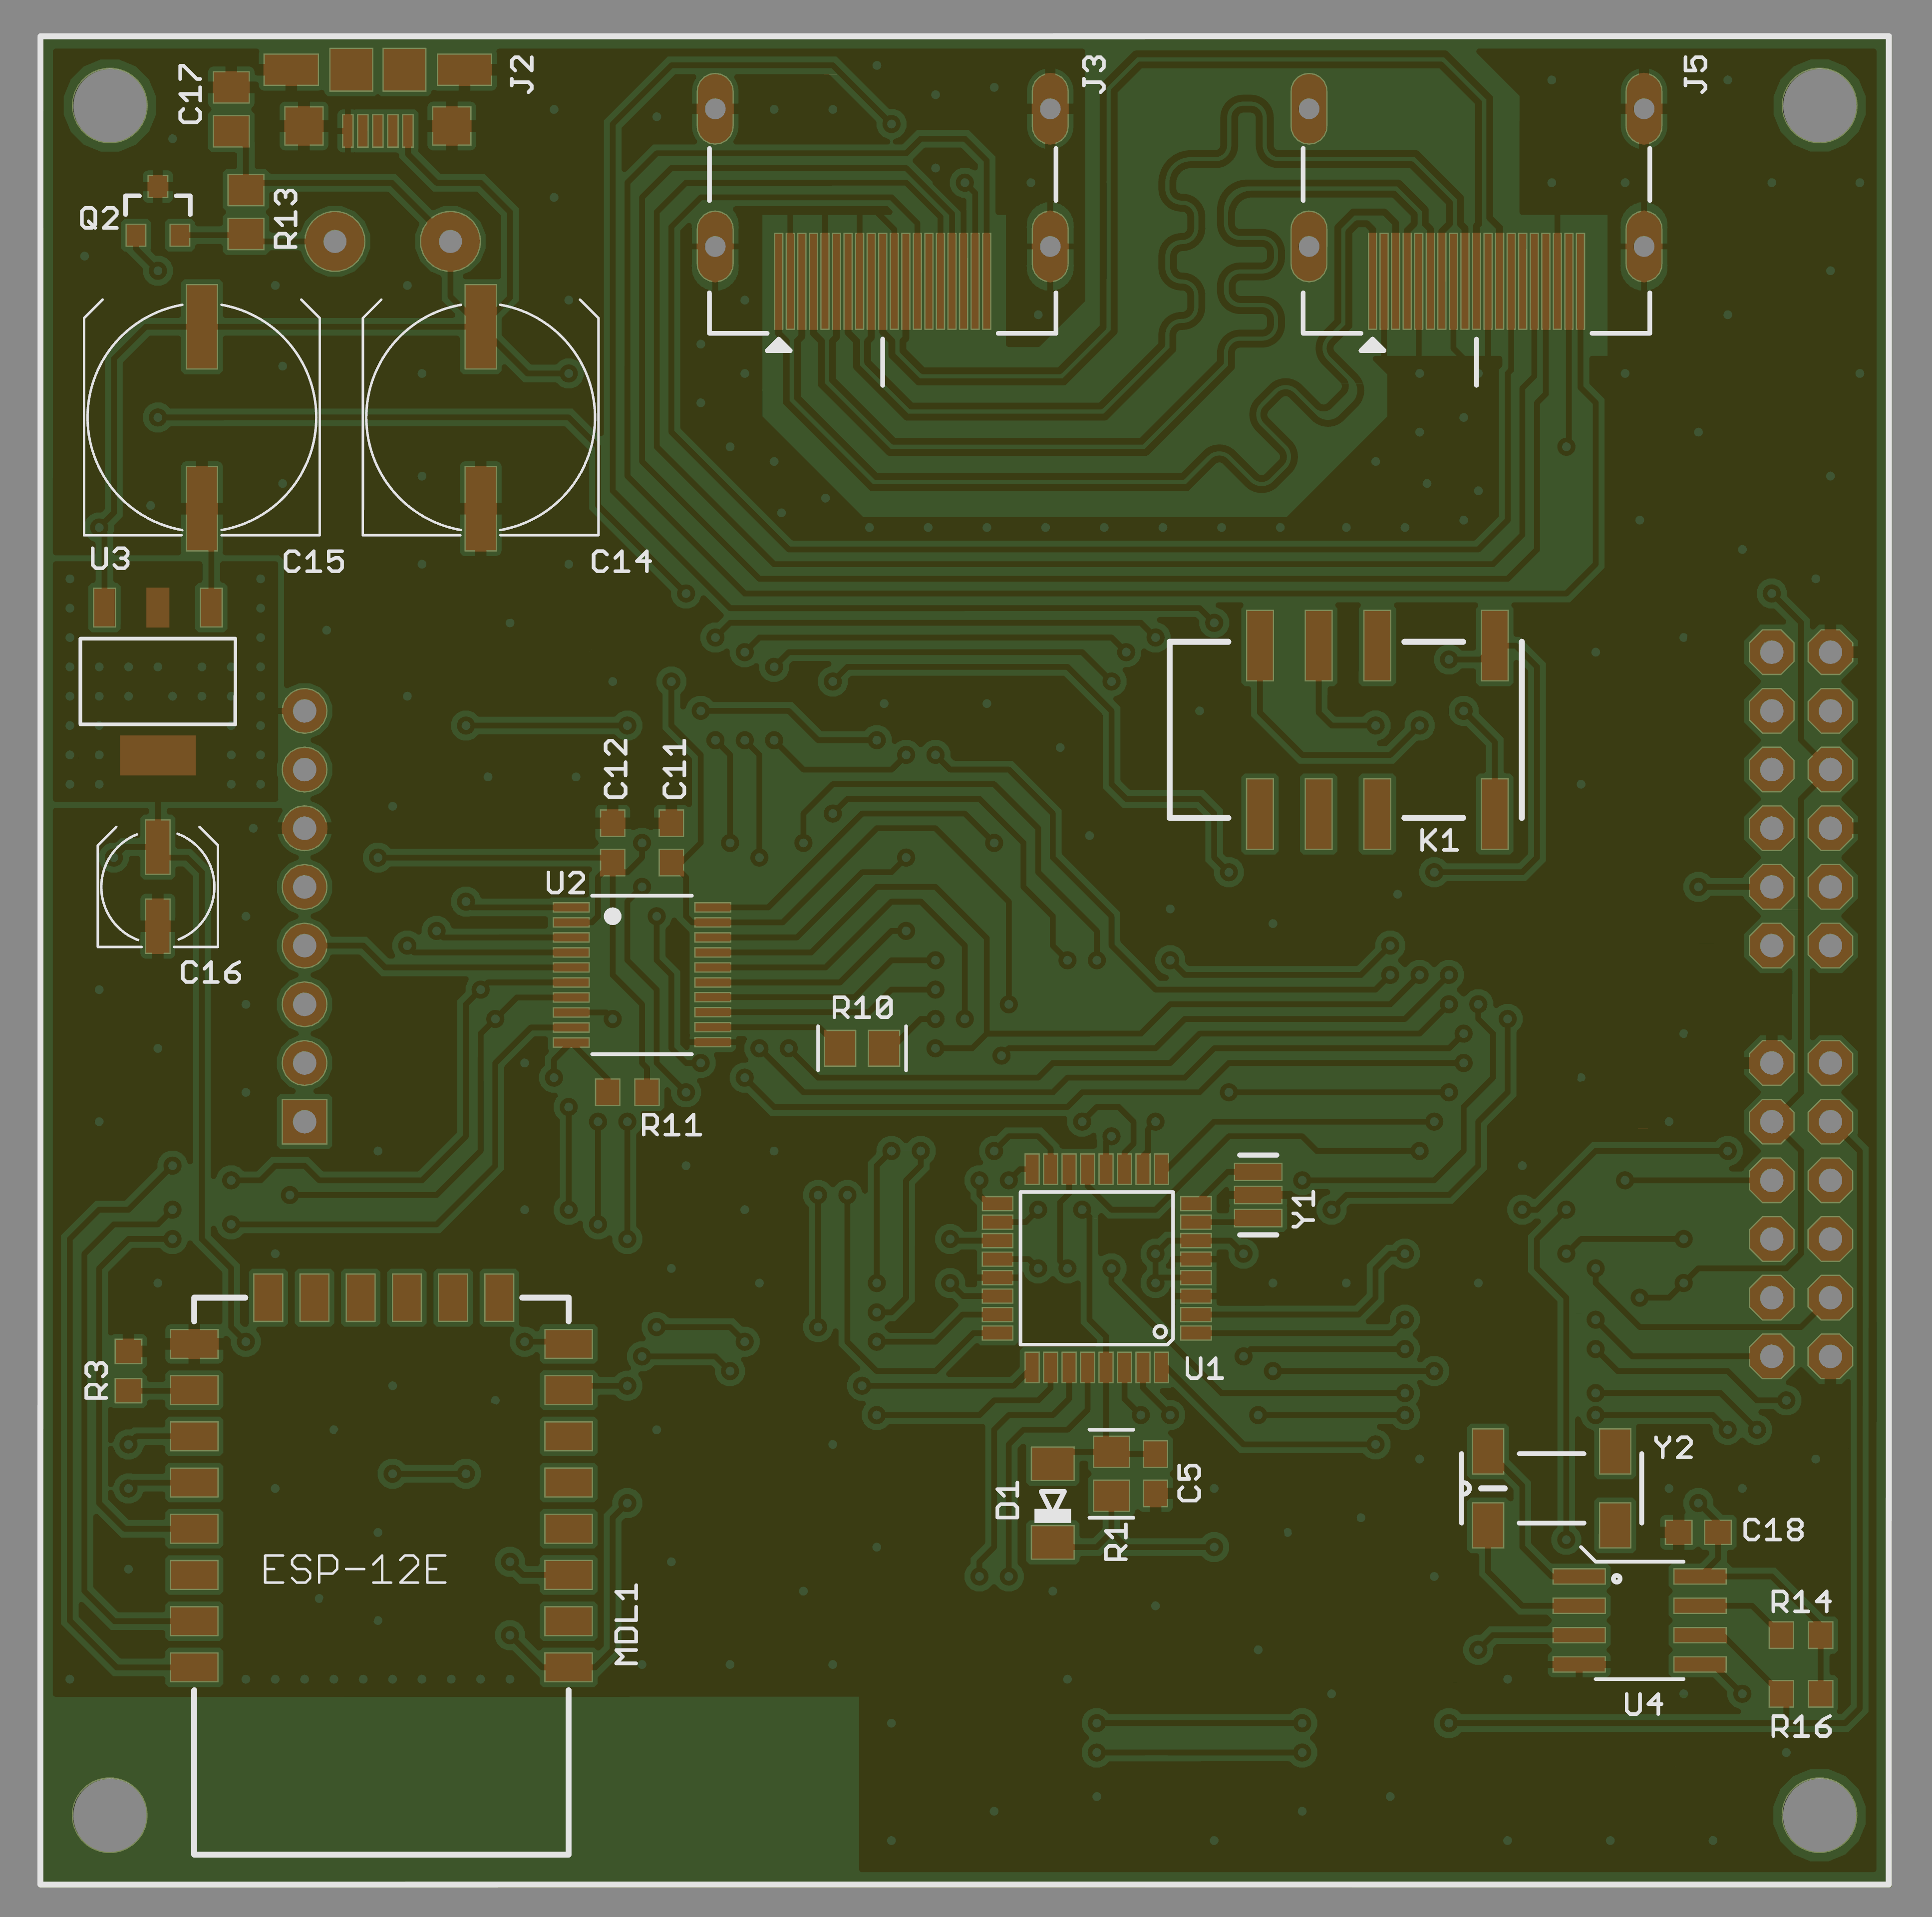 C17
J2
J3
J5
Q2
R13
U3
C15
C14
C12
C11
K1
U2
C16
R10
R11
Y1
U1
R3
Y2
D1
C5
R1
C18
ESP-12E
MDL1
R14
U4
R16